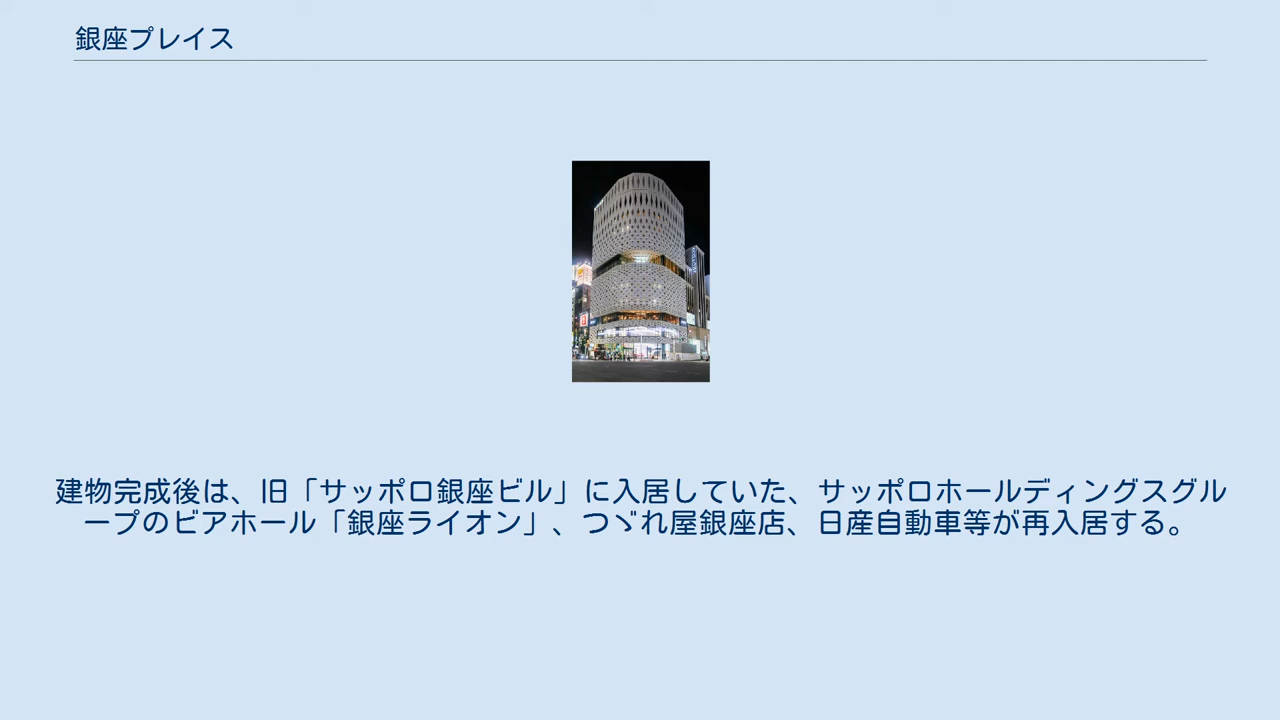 銀座プレイス
建物完成後は、旧「サッポロ銀座ビル」に入居していた、サッポロホールディングスグル
ープのビアホール「銀座ライオン」、つゞれ屋銀座店、日産自動車等が再入居する。